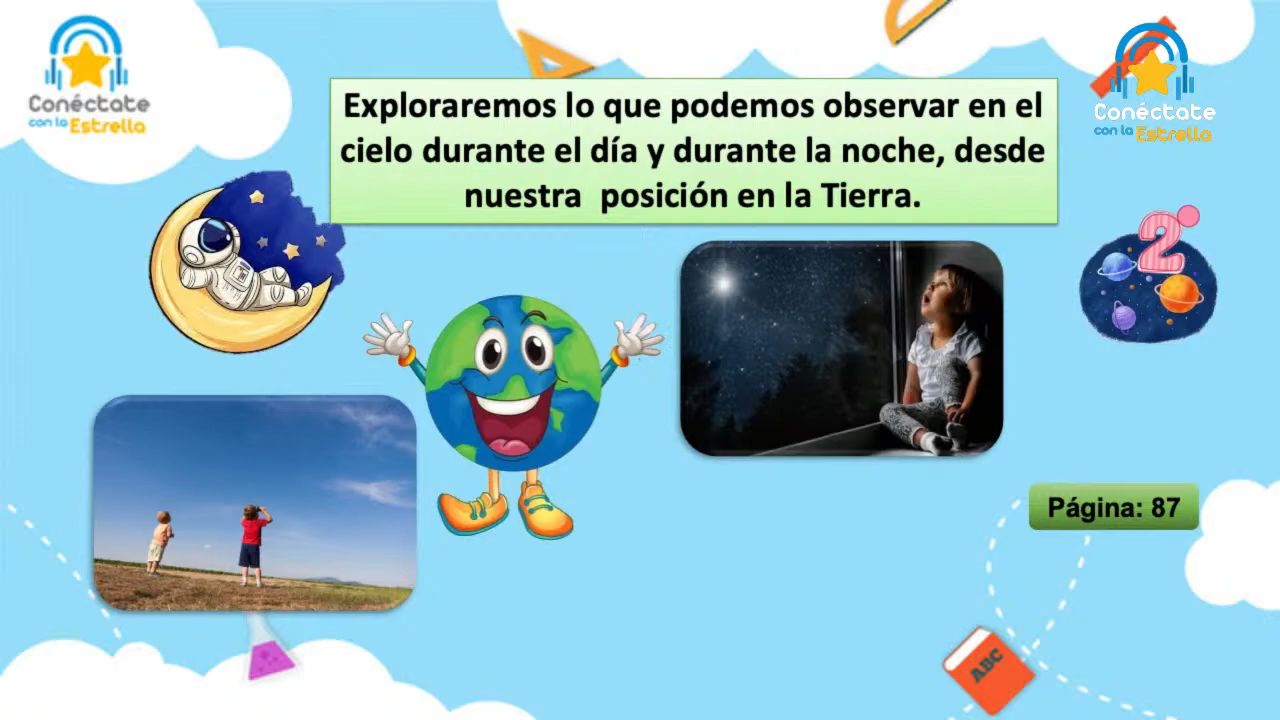 Conéctate
con la Estrella
Conéctate
con la Estrella
Exploraremos lo que podemos observar en el
cielo durante el día y durante la noche, desde
nuestra posición en la Tierra.
2
Página: 87
ABC